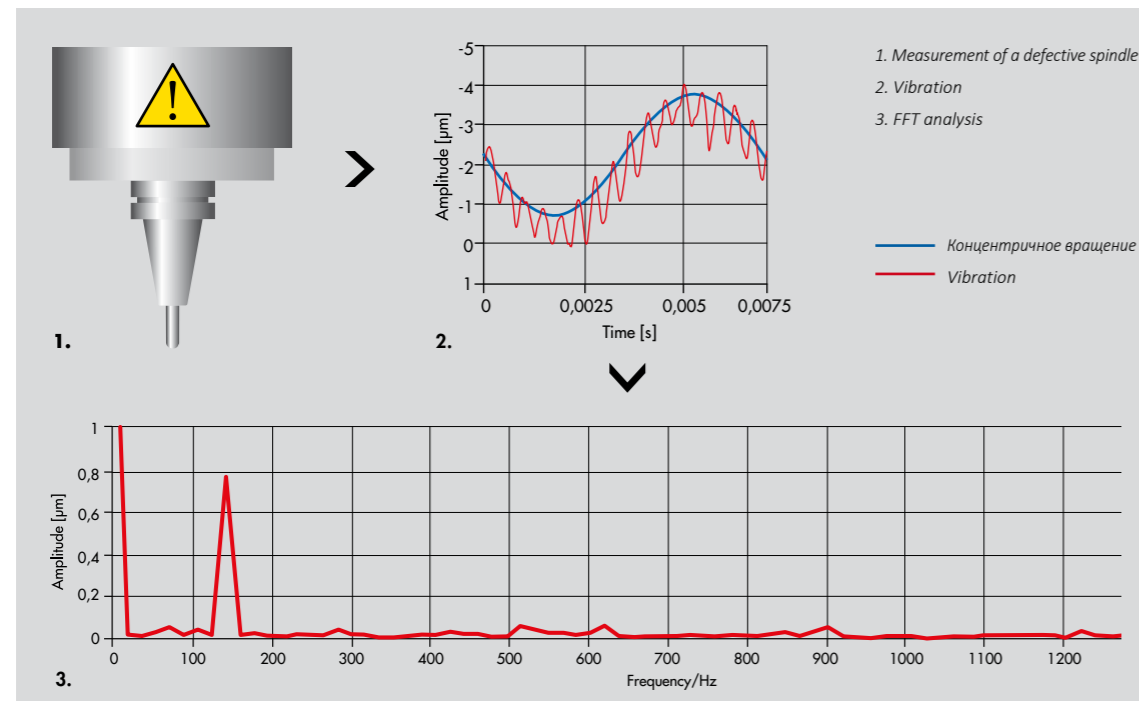 !
1.
-5
-4
-3
-2
-1
0
1
Amplitude [µm]
0 0,0025 0,005 0,0075
Time [s]
2.
1. Measurement of a defective spindle
2. Vibration
3. FFT analysis
Концентричное вращение
Vibration
1
0,8
0,6
0,4
0,2
0
Amplitude [µm]
0 100 200 300 400 500 600 700 800 900 1000 1100 1200
Frequency/Hz
3.